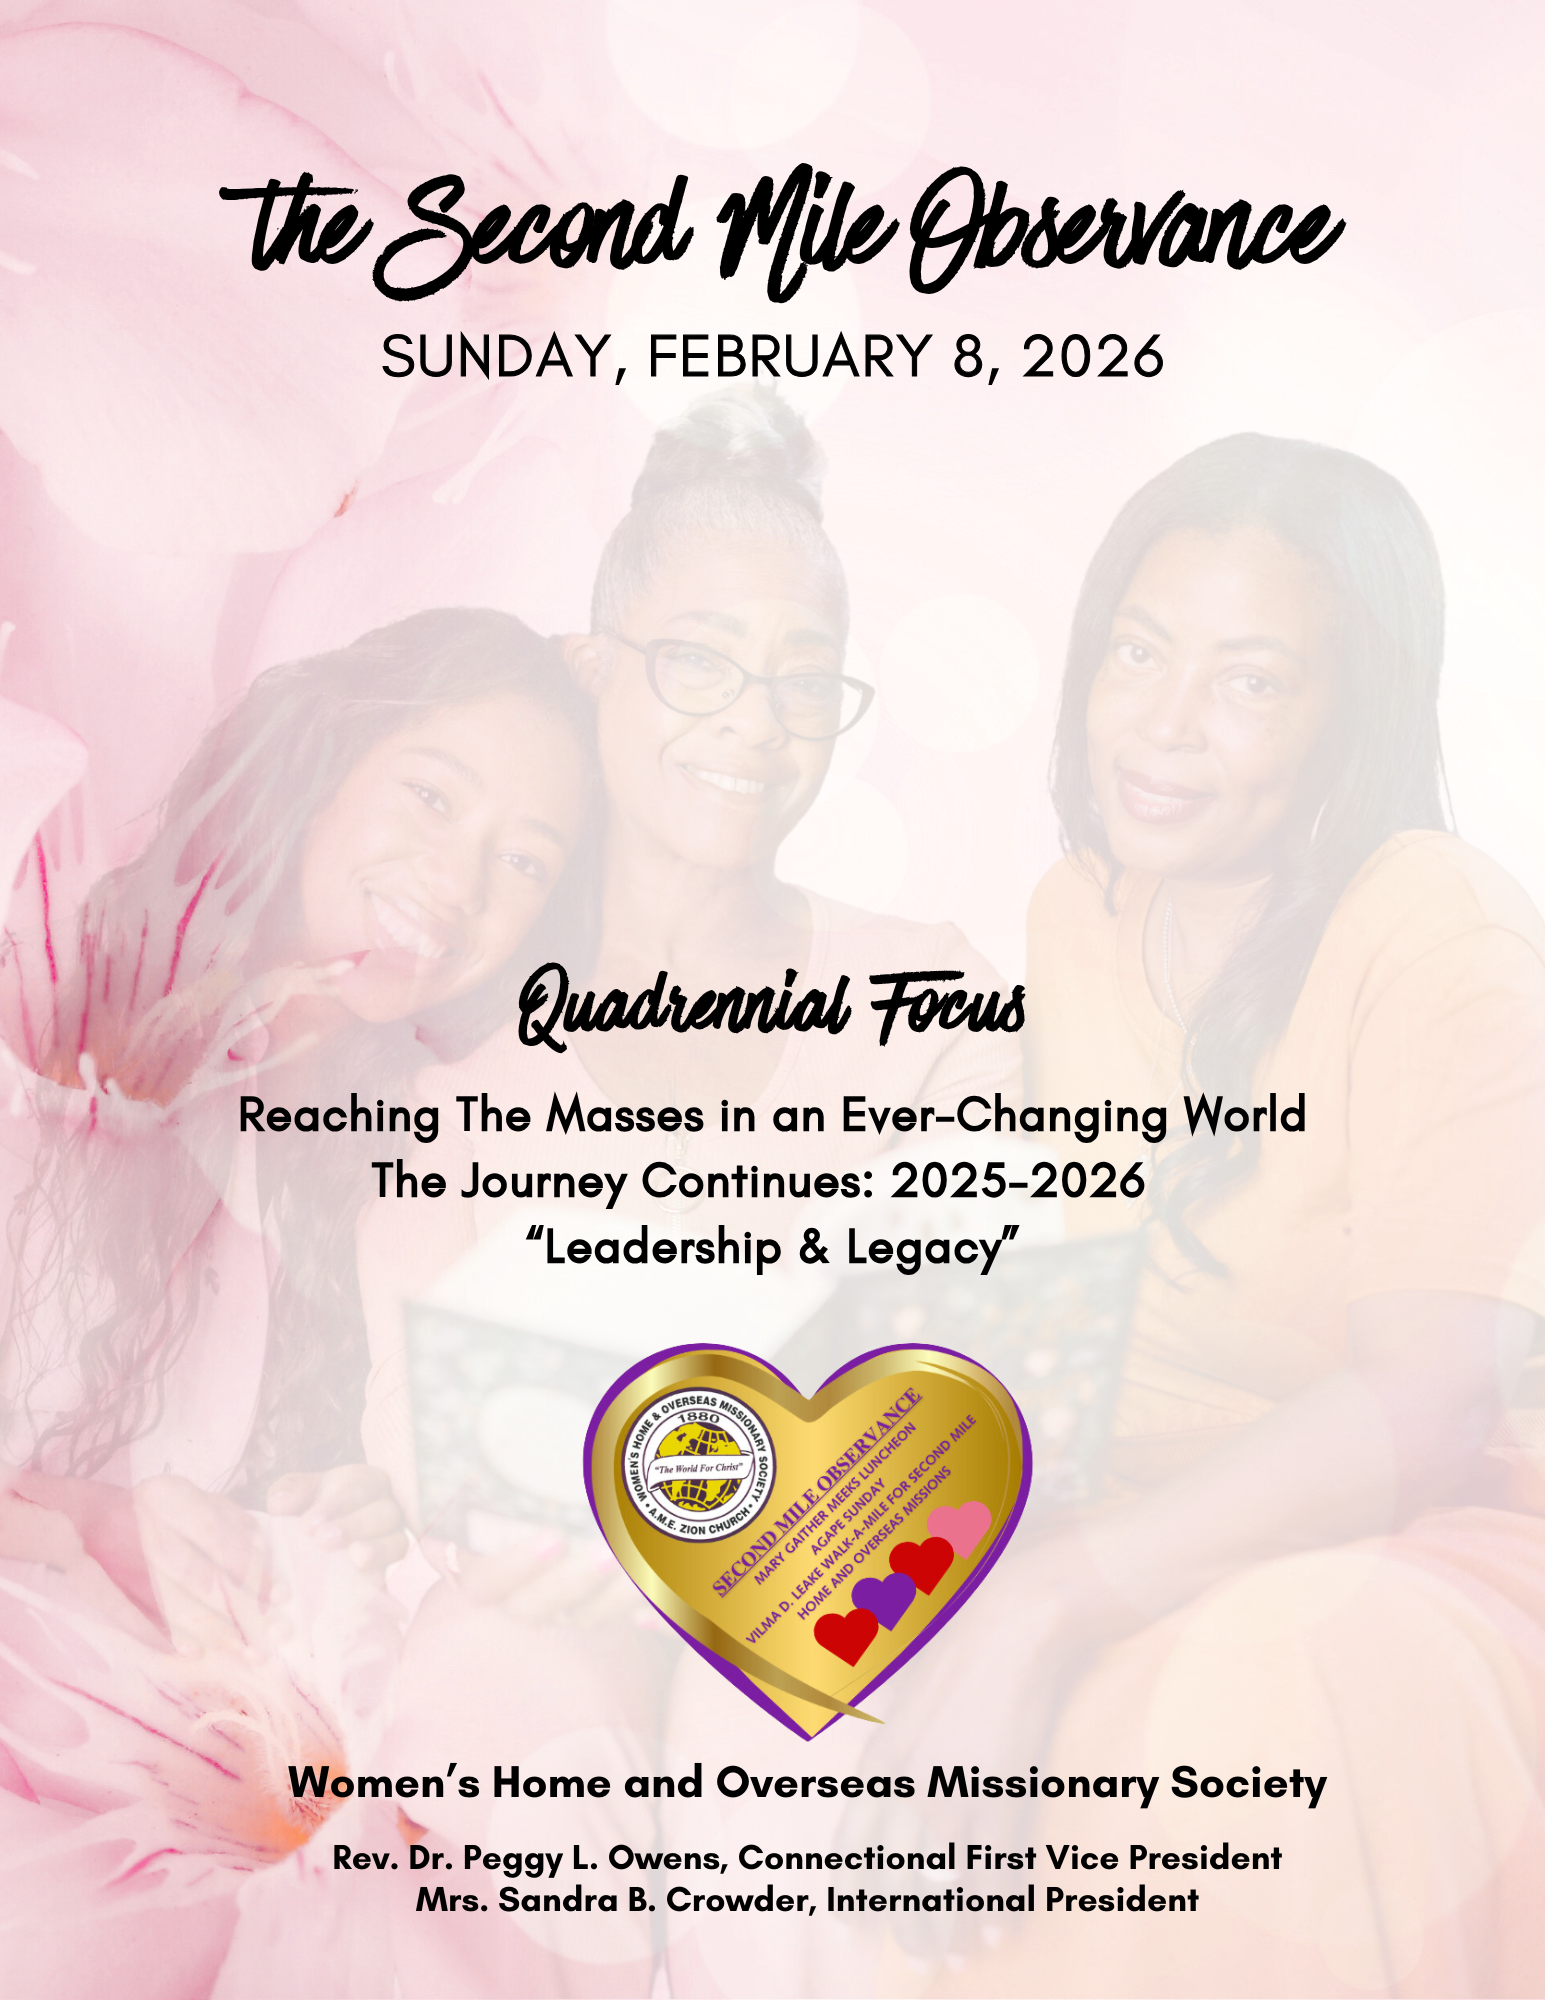 the Second Mile Observance
SUNDAY, FEBRUARY 8, 2026
Quadrennial Focus
Reaching The Masses in an Ever-Changing World
The Journey Continues: 2025-2026
“Leadership & Legacy”
WOMEN'S HOME & OVERSEAS MISSIONARY SOCIETY
1880
"The World For Christ"
• A.M.E. ZION CHURCH •
SECOND MILE OBSERVANCE
MARY GAITHER MEEKS LUNCHEON
AGAPE SUNDAY
VILMA D. LEAKE WALK-A-MILE FOR SECOND MILE
HOME AND OVERSEAS MISSIONS
Women’s Home and Overseas Missionary Society
Rev. Dr. Peggy L. Owens, Connectional First Vice President
Mrs. Sandra B. Crowder, International President